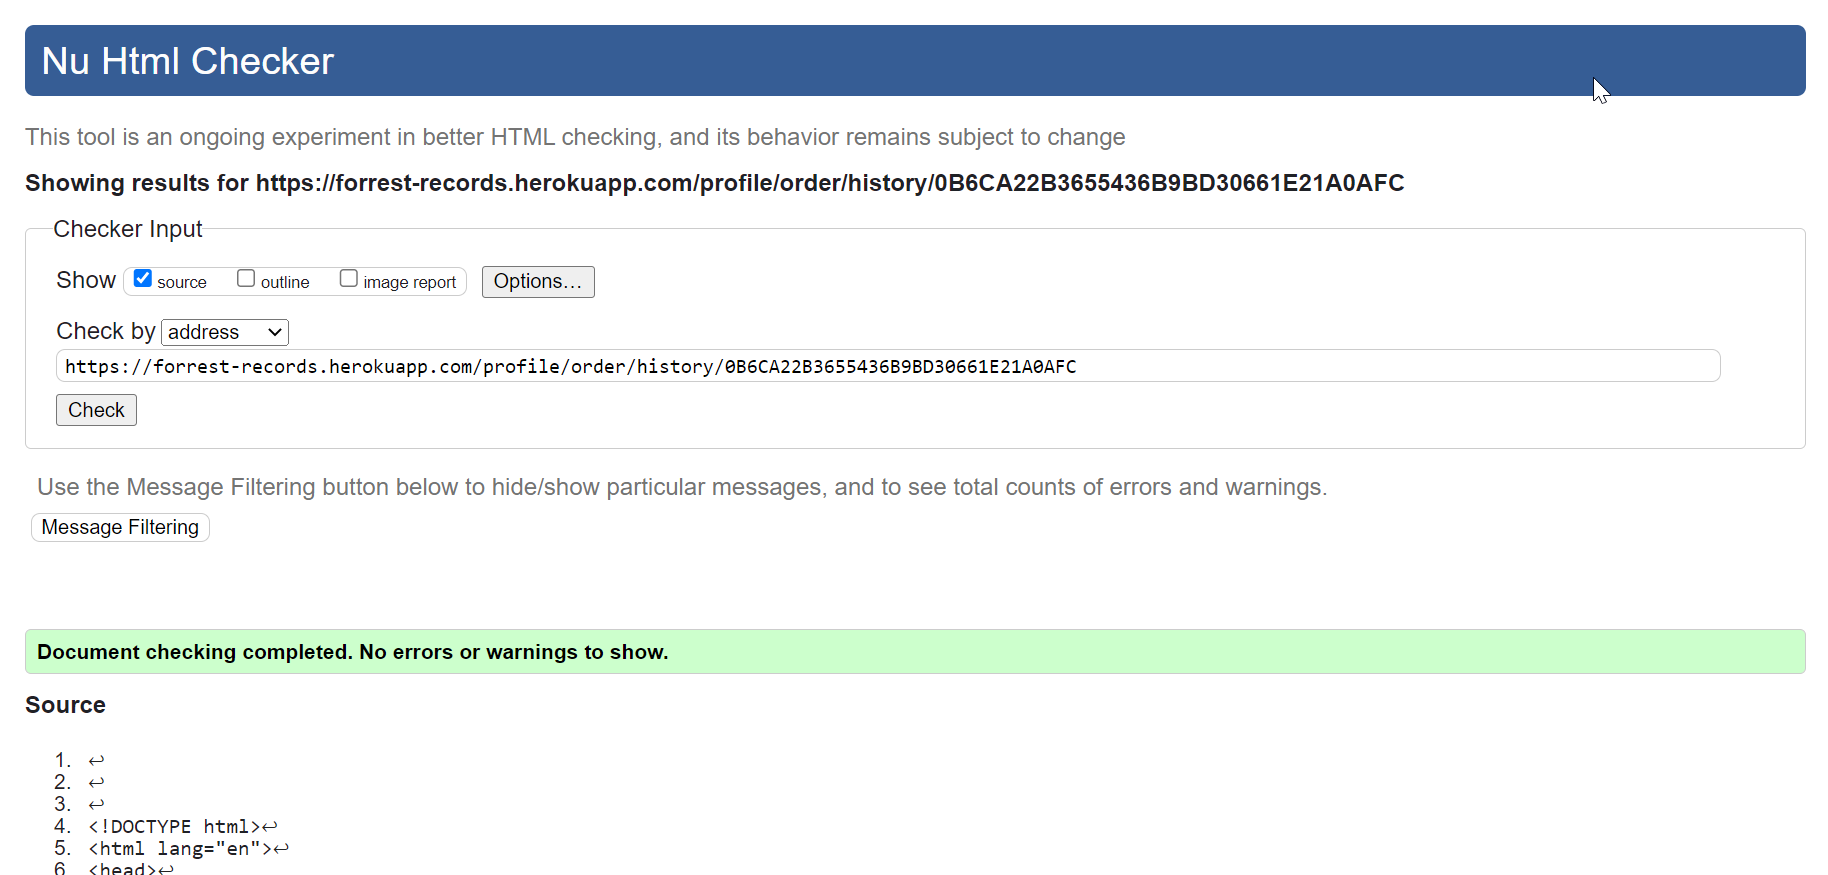 Nu Html Checker
This tool is an ongoing experiment in better HTML checking, and its behavior remains subject to change
Showing results for https://forrest-records.herokuapp.com/profile/order/history/0B6CA22B3655436B9BD30661E21A0AFC
Checker Input
Show source outline image report Options...
Check by address
https://forrest-records.herokuapp.com/profile/order/history/0B6CA22B3655436B9BD30661E21A0AFC
Check
Use the Message Filtering button below to hide/show particular messages, and to see total counts of errors and warnings.
Message Filtering
Document checking completed. No errors or warnings to show.
Source
1. ↩
2. ↩
3. ↩
4. <!DOCTYPE html>↩
5. <html lang="en">↩
6. <head>↩